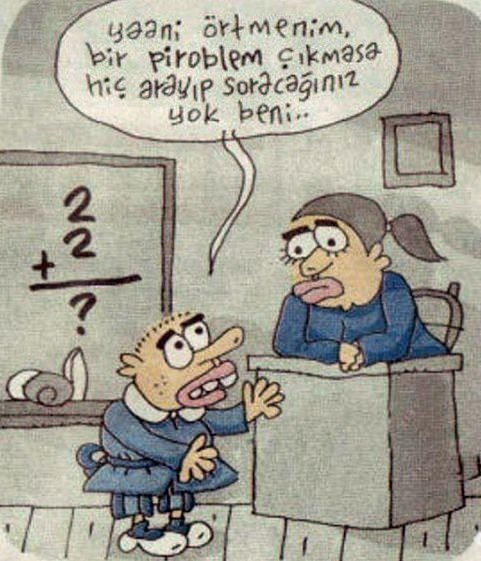 yaani örtmenim,
bir piroblem çıkmasa
hiç arayıp soracağınız
yok beni..
2
2
+
?